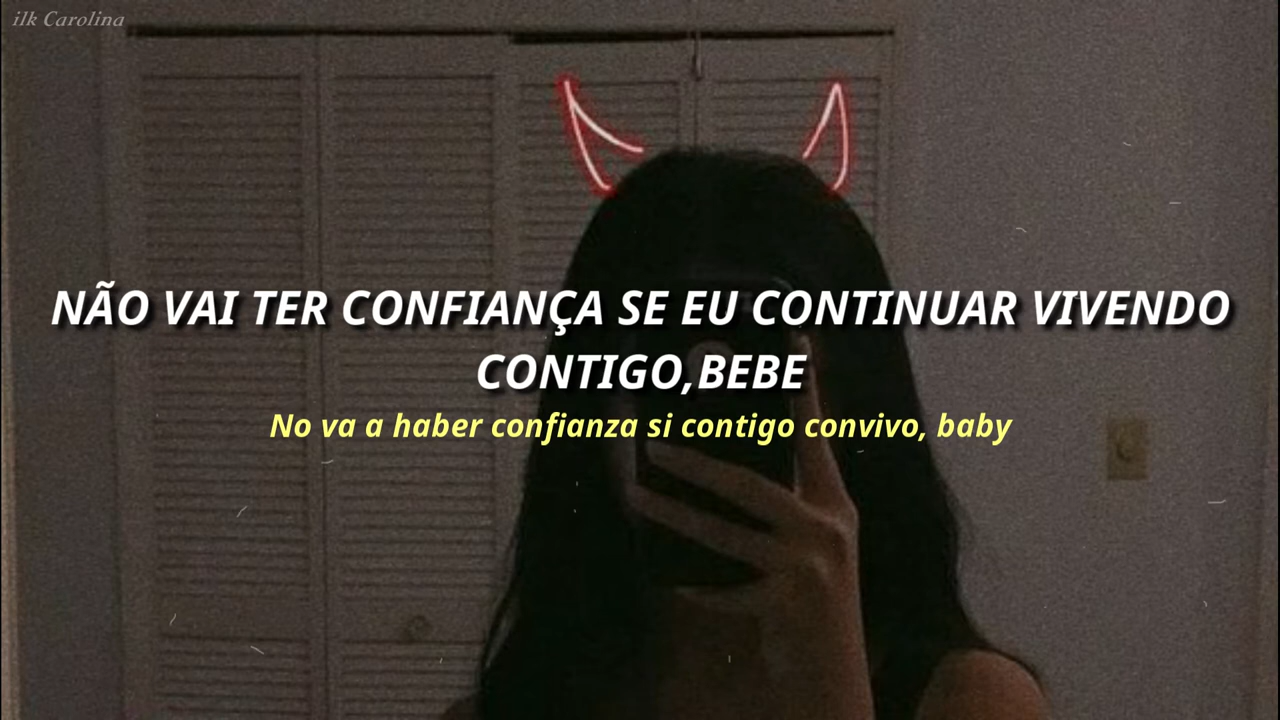 ilk Carolina
NÃO VAI TER CONFIANÇA SE EU CONTINUAR VIVENDO
CONTIGO,BEBE
No va a haber confianza si contigo convivo, baby